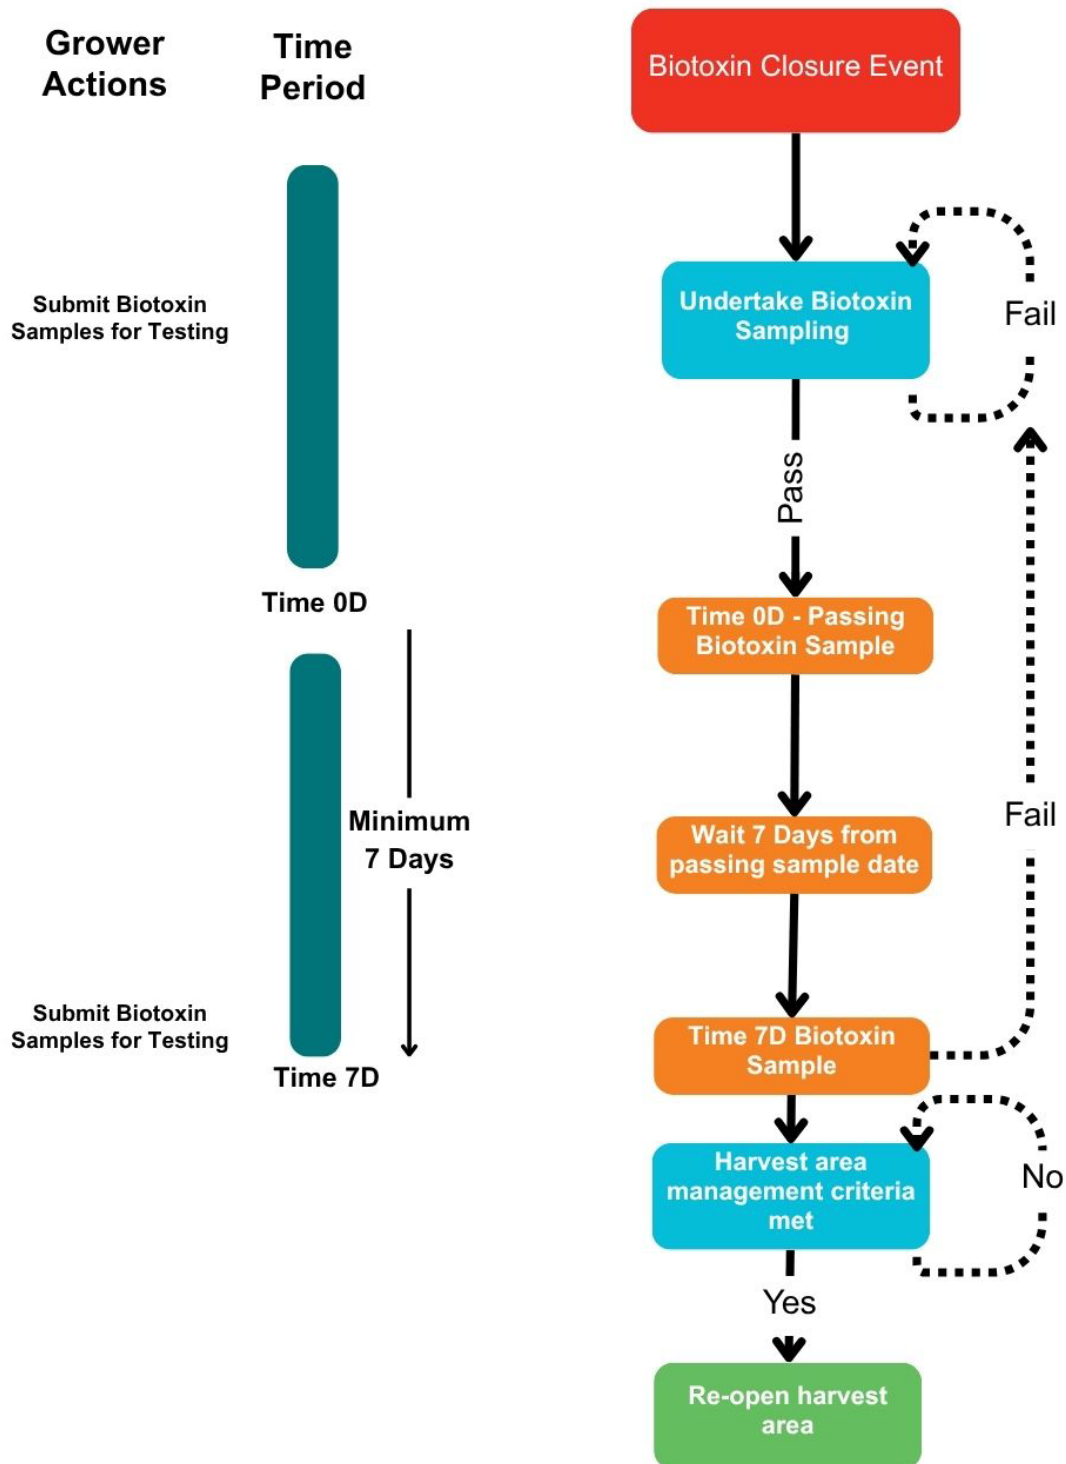 Grower
Actions
Time
Period
Biotoxin Closure Event
Submit Biotoxin
Samples for Testing
Undertake Biotoxin
Sampling
Fail
Pass
Time 0D
Time 0D - Passing
Biotoxin Sample
Minimum
7 Days
Wait 7 Days from
passing sample date
Fail
Submit Biotoxin
Samples for Testing
Time 7D
Time 7D Biotoxin
Sample
Harvest area
management criteria
met
No
Yes
Re-open harvest
area